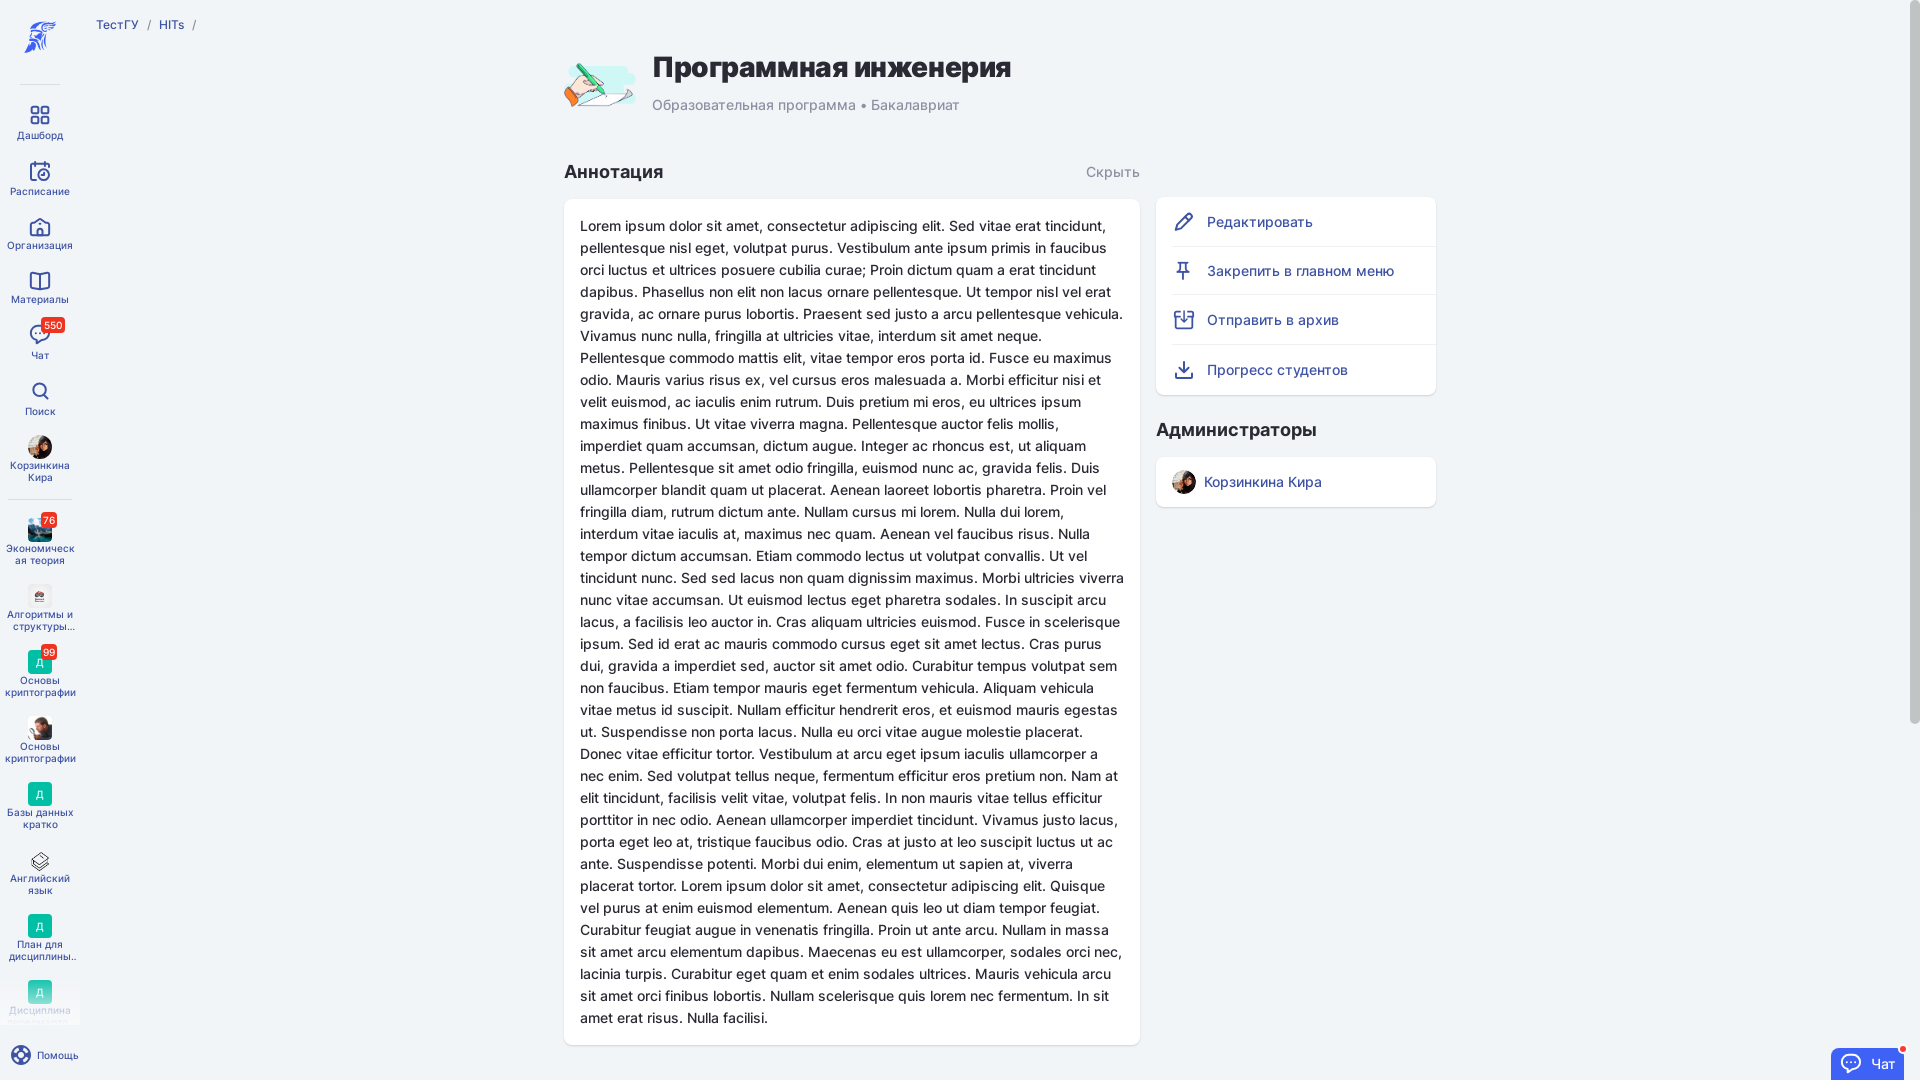 ТестГУ / HITs /
Дашборд
Расписание
Организация
Материалы
550
Чат
Поиск
Корзинкина
Кира
76
Экономическ
ая теория
Алгоритмы и
структуры...
99
Д
Основы
криптографии
Основы
криптографии
Д
Базы данных
кратко
Английский
язык
Д
План для
дисциплины..
Д
Дисциплина
Помощь
Программная инженерия
Образовательная программа • Бакалавриат
Аннотация
Скрыть
Lorem ipsum dolor sit amet, consectetur adipiscing elit. Sed vitae erat tincidunt,
pellentesque nisl eget, volutpat purus. Vestibulum ante ipsum primis in faucibus
orci luctus et ultrices posuere cubilia curae; Proin dictum quam a erat tincidunt
dapibus. Phasellus non elit non lacus ornare pellentesque. Ut tempor nisl vel erat
gravida, ac ornare purus lobortis. Praesent sed justo a arcu pellentesque vehicula.
Vivamus nunc nulla, fringilla at ultricies vitae, interdum sit amet neque.
Pellentesque commodo mattis elit, vitae tempor eros porta id. Fusce eu maximus
odio. Mauris varius risus ex, vel cursus eros malesuada a. Morbi efficitur nisi et
velit euismod, ac iaculis enim rutrum. Duis pretium mi eros, eu ultrices ipsum
maximus finibus. Ut vitae viverra magna. Pellentesque auctor felis mollis,
imperdiet quam accumsan, dictum augue. Integer ac rhoncus est, ut aliquam
metus. Pellentesque sit amet odio fringilla, euismod nunc ac, gravida felis. Duis
ullamcorper blandit quam ut placerat. Aenean laoreet lobortis pharetra. Proin vel
fringilla diam, rutrum dictum ante. Nullam cursus mi lorem. Nulla dui lorem,
interdum vitae iaculis at, maximus nec quam. Aenean vel faucibus risus. Nulla
tempor dictum accumsan. Etiam commodo lectus ut volutpat convallis. Ut vel
tincidunt nunc. Sed sed lacus non quam dignissim maximus. Morbi ultricies viverra
nunc vitae accumsan. Ut euismod lectus eget pharetra sodales. In suscipit arcu
lacus, a facilisis leo auctor in. Cras aliquam ultricies euismod. Fusce in scelerisque
ipsum. Sed id erat ac mauris commodo cursus eget sit amet lectus. Cras purus
dui, gravida a imperdiet sed, auctor sit amet odio. Curabitur tempus volutpat sem
non faucibus. Etiam tempor mauris eget fermentum vehicula. Aliquam vehicula
vitae metus id suscipit. Nullam efficitur hendrerit eros, et euismod mauris egestas
ut. Suspendisse non porta lacus. Nulla eu orci vitae augue molestie placerat.
Donec vitae efficitur tortor. Vestibulum at arcu eget ipsum iaculis ullamcorper a
nec enim. Sed volutpat tellus neque, fermentum efficitur eros pretium non. Nam at
elit tincidunt, facilisis velit vitae, volutpat felis. In non mauris vitae tellus efficitur
porttitor in nec odio. Aenean ullamcorper imperdiet tincidunt. Vivamus justo lacus,
porta eget leo at, tristique faucibus odio. Cras at justo at leo suscipit luctus ut ac
ante. Suspendisse potenti. Morbi dui enim, elementum ut sapien at, viverra
placerat tortor. Lorem ipsum dolor sit amet, consectetur adipiscing elit. Quisque
vel purus at enim euismod elementum. Aenean quis leo ut diam tempor feugiat.
Curabitur feugiat augue in venenatis fringilla. Proin ut ante arcu. Nullam in massa
sit amet arcu elementum dapibus. Maecenas eu est ullamcorper, sodales orci nec,
lacinia turpis. Curabitur eget quam et enim sodales ultrices. Mauris vehicula arcu
sit amet orci finibus lobortis. Nullam scelerisque quis lorem nec fermentum. In sit
amet erat risus. Nulla facilisi.
Редактировать
Закрепить в главном меню
Отправить в архив
Прогресс студентов
Администраторы
Корзинкина Кира
Чат